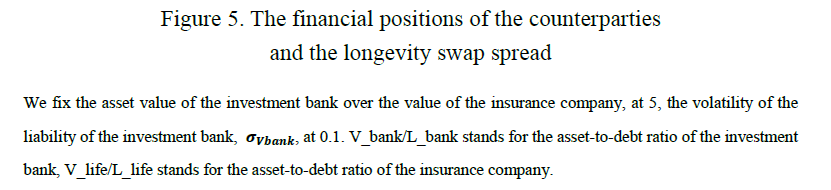 Figure 5. The financial positions of the counterparties
and the longevity swap spread
We fix the asset value of the investment bank over the value of the insurance company, at 5, the volatility of the
liability of the investment bank, σ_Vbank, at 0.1. V_bank/L_bank stands for the asset-to-debt ratio of the investment
bank, V_life/L_life stands for the asset-to-debt ratio of the insurance company.